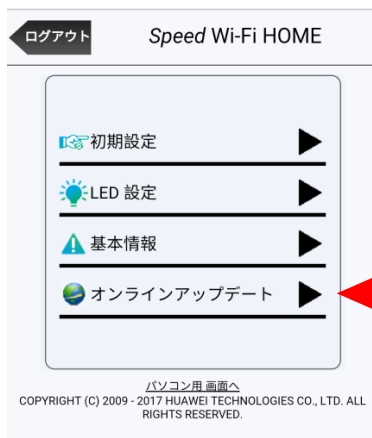 ログアウト
Speed Wi-Fi HOME
初期設定
LED 設定
基本情報
オンラインアップデート
パソコン用 画面へ
COPYRIGHT (C) 2009 - 2017 HUAWEI TECHNOLOGIES CO., LTD. ALL
RIGHTS RESERVED.